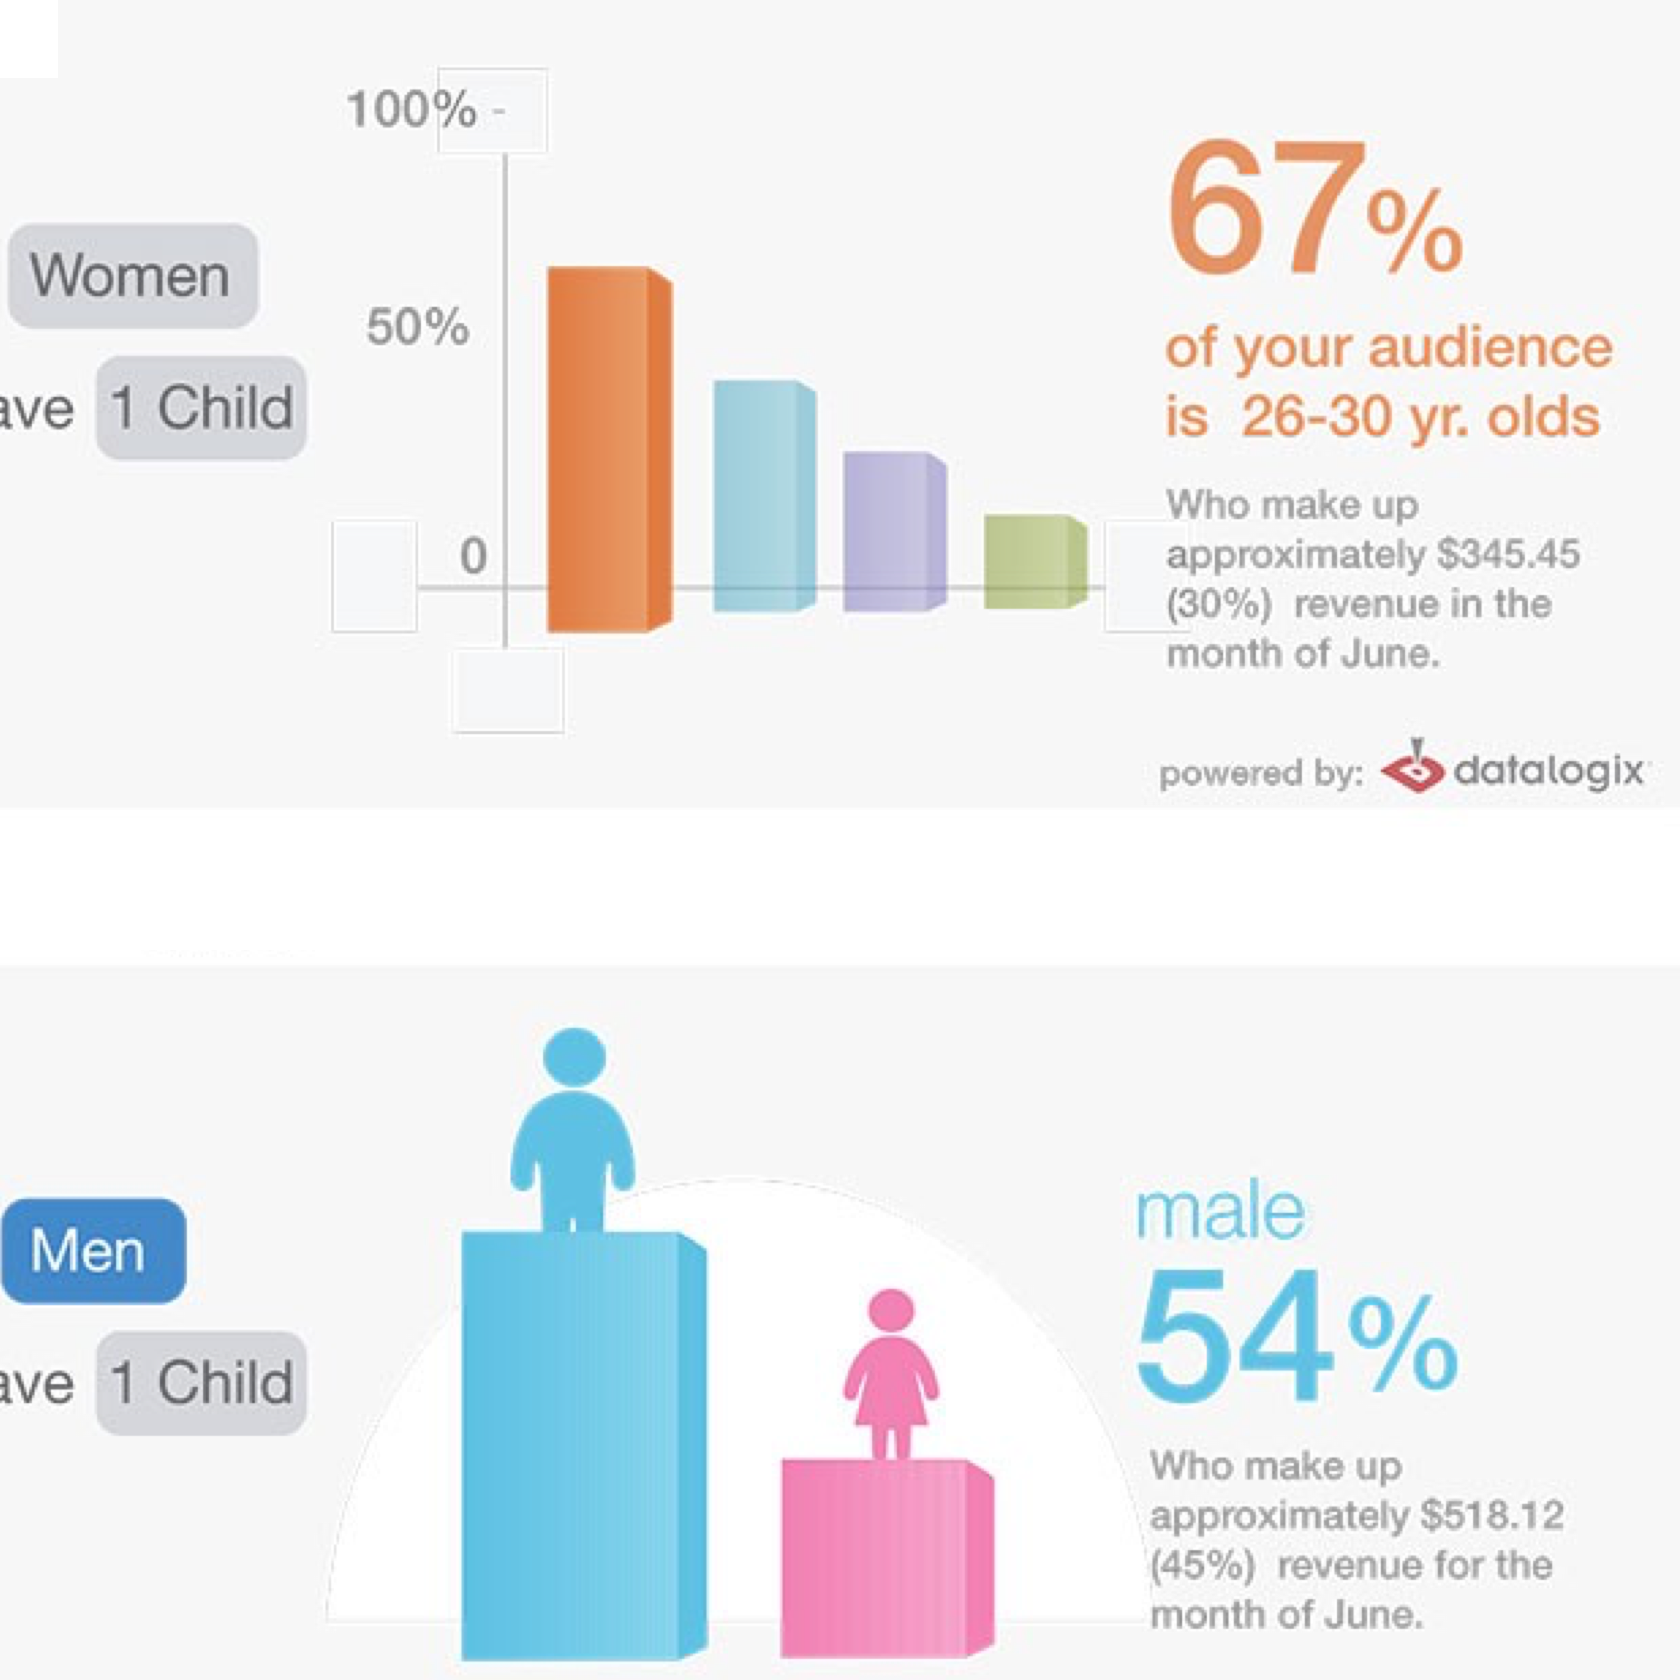 100% -
Women
50%
ave 1 Child
0
67%
of your audience
is 26-30 yr. olds
Who make up
approximately $345.45
(30%) revenue in the
month of June.
powered by: datalogix
Men
ave 1 Child
male
54%
Who make up
approximately $518.12
(45%) revenue for the
month of June.